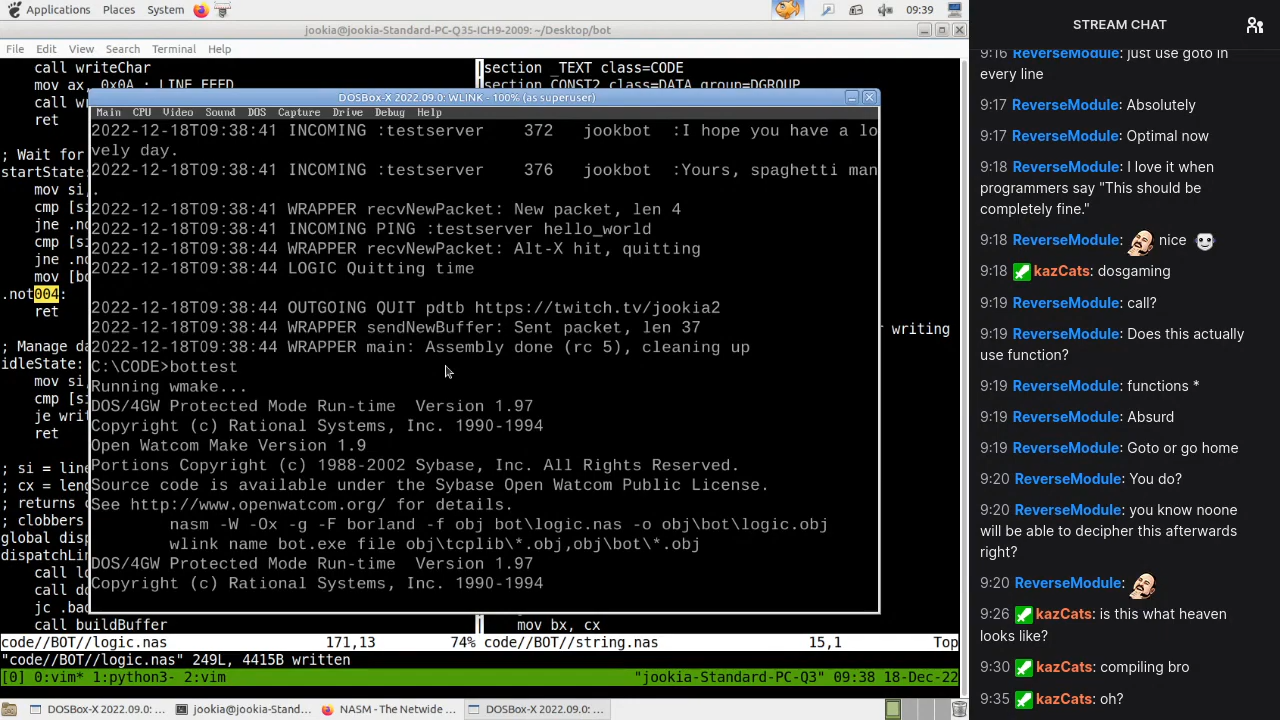 Applications Places System 09:39
jookia@jookia-Standard-PC-Q35-ICH9-2009: ~/Desktop/bot
File Edit View Search Terminal Help
call writeChar
mov ax, 0x0A ; LINE FEED
call wr
ret
; Wait for
startState:
mov si,
cmp [si
jne .no
cmp [si
jne .no
mov [bo
.not004:
ret
; Manage da
idleState:
mov si,
cmp [si
je writ
ret
; si = line
; cx = leng
; returns c
; clobbers
global disp
dispatchLin
call lo
call do
jc .bad
call buildBuffer
section _TEXT class=CODE
section CONST2 class=DATA group=DGROUP
r writing
mov bx, cx
DOSBox-X 2022.09.0: WLINK - 100% (as superuser)
Main CPU Video Sound DOS Capture Drive Debug Help
2022-12-18T09:38:41 INCOMING :testserver 372 jookbot :I hope you have a lo
vely day.
2022-12-18T09:38:41 INCOMING :testserver 376 jookbot :Yours, spaghetti man
.
2022-12-18T09:38:41 WRAPPER recvNewPacket: New packet, len 4
2022-12-18T09:38:41 INCOMING PING :testserver hello_world
2022-12-18T09:38:44 WRAPPER recvNewPacket: Alt-X hit, quitting
2022-12-18T09:38:44 LOGIC Quitting time
2022-12-18T09:38:44 OUTGOING QUIT pdtb https://twitch.tv/jookia2
2022-12-18T09:38:44 WRAPPER sendNewBuffer: Sent packet, len 37
2022-12-18T09:38:44 WRAPPER main: Assembly done (rc 5), cleaning up
C:\CODE>bottest
Running wmake...
DOS/4GW Protected Mode Run-time Version 1.97
Copyright (c) Rational Systems, Inc. 1990-1994
Open Watcom Make Version 1.9
Portions Copyright (c) 1988-2002 Sybase, Inc. All Rights Reserved.
Source code is available under the Sybase Open Watcom Public License.
See http://www.openwatcom.org/ for details.
nasm -W -Ox -g -F borland -f obj bot\logic.nas -o obj\bot\logic.obj
wlink name bot.exe file obj\tcplib\*.obj,obj\bot\*.obj
DOS/4GW Protected Mode Run-time Version 1.97
Copyright (c) Rational Systems, Inc. 1990-1994
code//BOT//logic.nas 171,13 74% code//BOT//string.nas 15,1 Top
"code//BOT//logic.nas" 249L, 4415B written
[0] 0:vim* 1:python3- 2:vim "jookia-Standard-PC-Q3" 09:38 18-Dec-22
DOSBox-X 2022.09.0: ... jookia@jookia-Stand... NASM - The Netwide ... DOSBox-X 2022.09.0: ...
STREAM CHAT
9:16 ReverseModule: just use goto in
every line
9:17 ReverseModule: Absolutely
9:17 ReverseModule: Optimal now
9:18 ReverseModule: I love it when
programmers say "This should be
completely fine."
9:18 ReverseModule: nice
9:18 kazCats: dosgaming
9:19 ReverseModule: call?
9:19 ReverseModule: Does this actually
use function?
9:19 ReverseModule: functions *
9:19 ReverseModule: Absurd
9:19 ReverseModule: Goto or go home
9:20 ReverseModule: You do?
9:20 ReverseModule: you know noone
will be able to decipher this afterwards
right?
9:20 ReverseModule:
9:26 kazCats: is this what heaven
looks like?
9:30 kazCats: compiling bro
9:35 kazCats: oh?